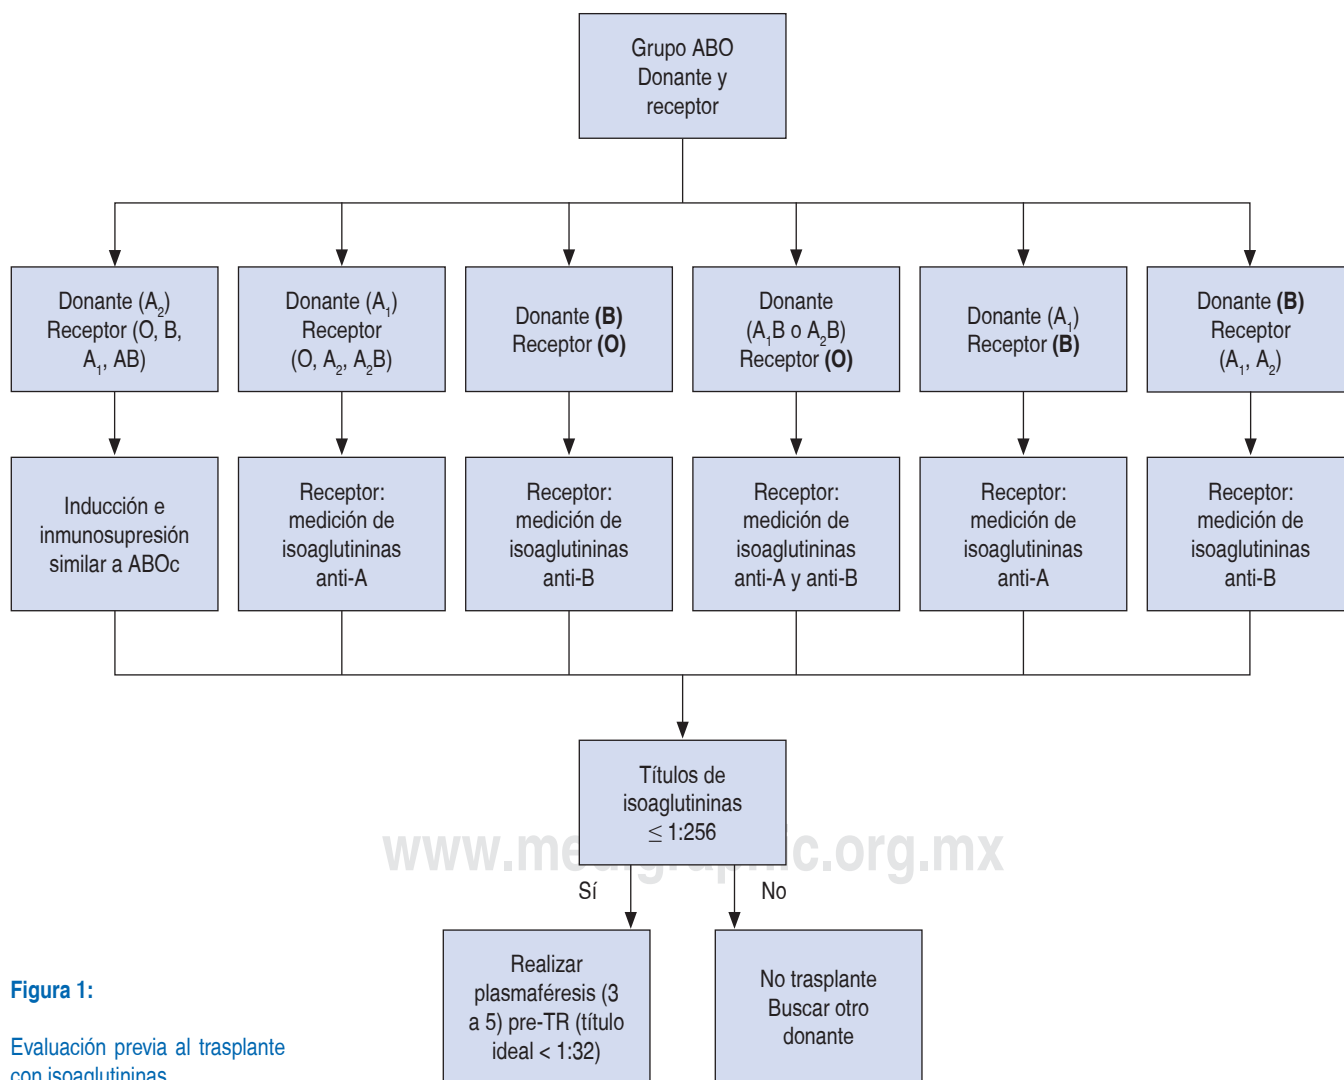 Grupo ABO
Donante y
receptor
Donante (A₂)
Receptor (O, B,
A₁, AB)
Donante (A₁)
Receptor
(O, A₂, A₂B)
Donante (B)
Receptor (O)
Donante
(A₁B o A₂B)
Receptor (O)
Donante (A₁)
Receptor (B)
Donante (B)
Receptor
(A₁, A₂)
Inducción e
inmunosupresión
similar a ABOc
Receptor:
medición de
isoaglutininas
anti-A
Receptor:
medición de
isoaglutininas
anti-B
Receptor:
medición de
isoaglutininas
anti-A y anti-B
Receptor:
medición de
isoaglutininas
anti-A
Receptor:
medición de
isoaglutininas
anti-B
Títulos de
isoaglutininas
≤ 1:256
www.medigraphic.org.mx
Sí
No
Realizar
plasmaféresis (3
a 5) pre-TR (título
ideal < 1:32)
No trasplante
Buscar otro
donante
Figura 1:
Evaluación previa al trasplante
con isoaglutininas